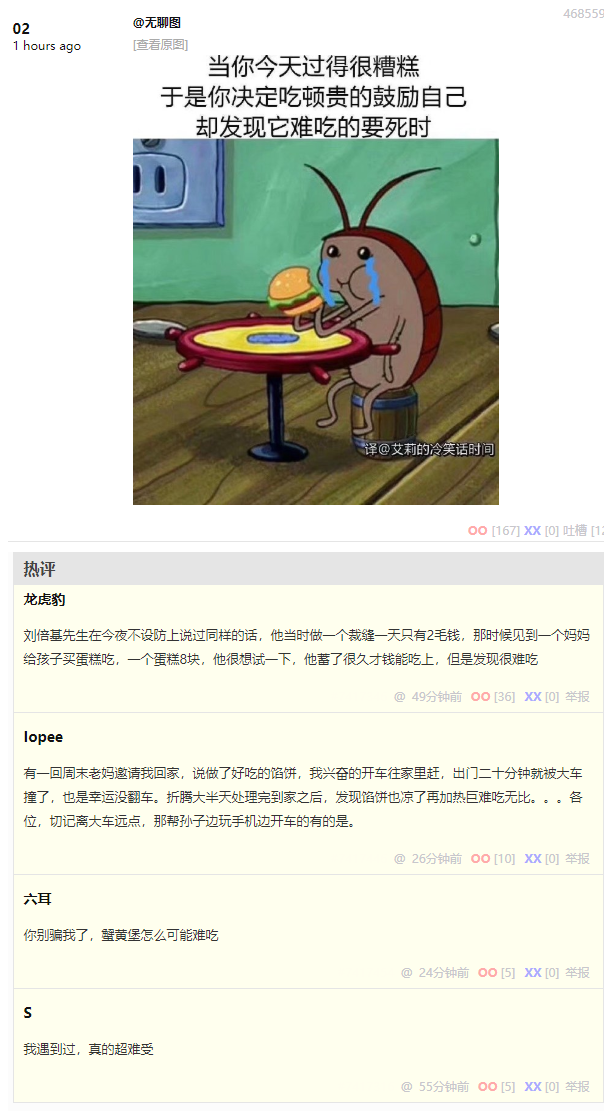 468559
02
@无聊图
1 hours ago
[查看原图]
当你今天过得很糟糕
于是你决定吃顿贵的鼓励自己
却发现它难吃的要死时
译@艾莉的冷笑话时间
OO [167] XX [0] 吐槽 [12
热评
龙虎豹
刘倍基先生在今夜不设防上说过同样的话，他当时做一个裁缝一天只有2毛钱，那时候见到一个妈妈
给孩子买蛋糕吃，一个蛋糕8块，他很想试一下，他蓄了很久才钱能吃上，但是发现很难吃
@ 49分钟前 OO [36] XX [0] 举报
lopee
有一回周末老妈邀请我回家，说做了好吃的馅饼，我兴奋的开车往家里赶，出门二十分钟就被大车
撞了，也是幸运没翻车。折腾大半天处理完到家之后，发现馅饼也凉了再加热巨难吃无比。。。各
位，切记离大车远点，那帮孙子边玩手机边开车的有的是。
@ 26分钟前 OO [10] XX [0] 举报
六耳
你别骗我了，蟹黄堡怎么可能难吃
@ 24分钟前 OO [5] XX [0] 举报
S
我遇到过，真的超难受
@ 55分钟前 OO [5] XX [0] 举报